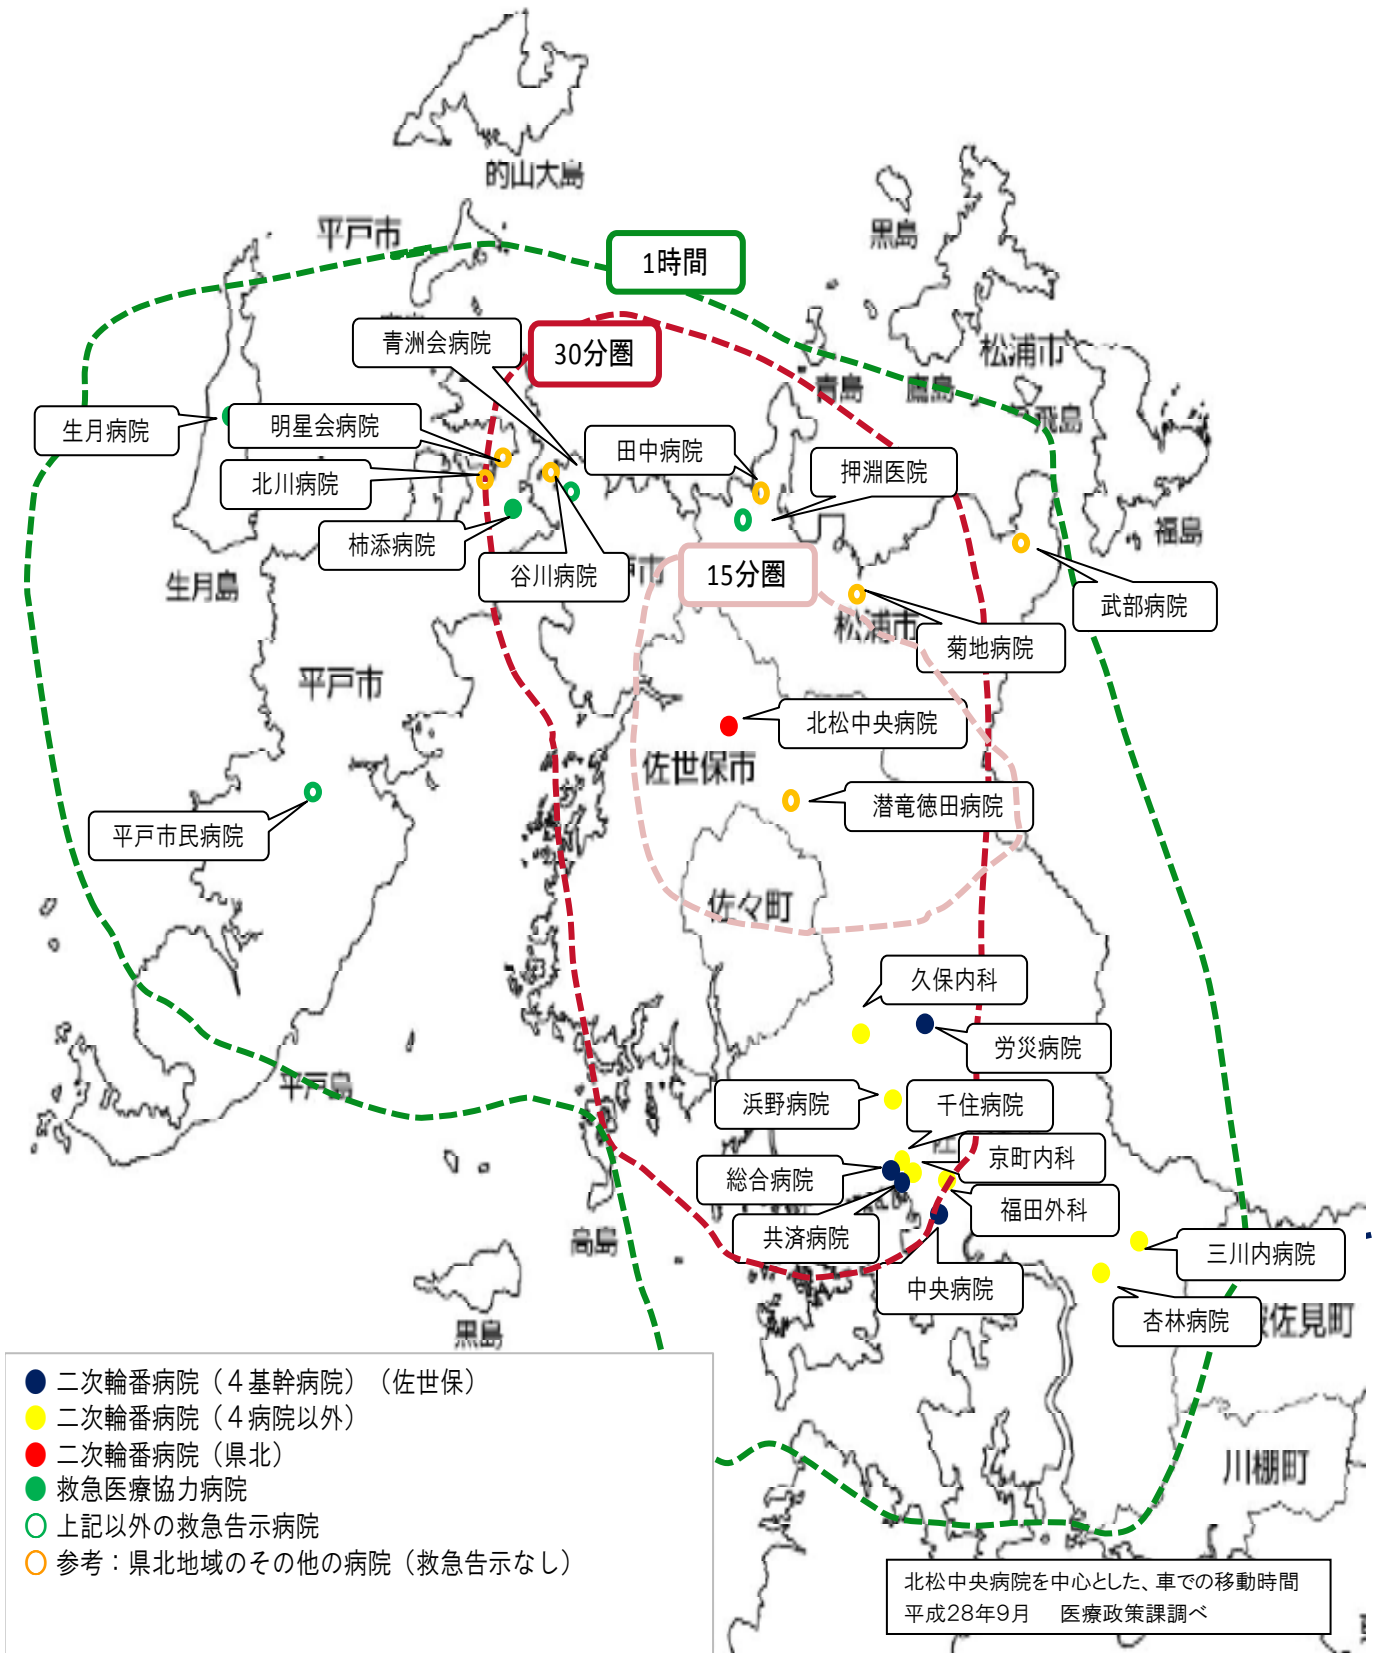 的山大島
平戸市
黒島
1時間
青洲会病院
30分圏
松浦市
青島
鷹島
飛島
生月病院
明星会病院
田中病院
押淵医院
北川病院
柿添病院
谷川病院
福島
15分圏
生月島
武部病院
松浦市
菊地病院
平戸市
北松中央病院
佐世保市
潜竜徳田病院
平戸市民病院
佐々町
久保内科
労災病院
平戸島
浜野病院
千住病院
京町内科
総合病院
福田外科
共済病院
高島
三川内病院
中央病院
杏林病院
佐見町
黒島
川棚町
二次輪番病院（４基幹病院）（佐世保）
二次輪番病院（４病院以外）
二次輪番病院（県北）
救急医療協力病院
上記以外の救急告示病院
参考：県北地域のその他の病院（救急告示なし）
北松中央病院を中心とした、車での移動時間
平成28年9月　医療政策課調べ